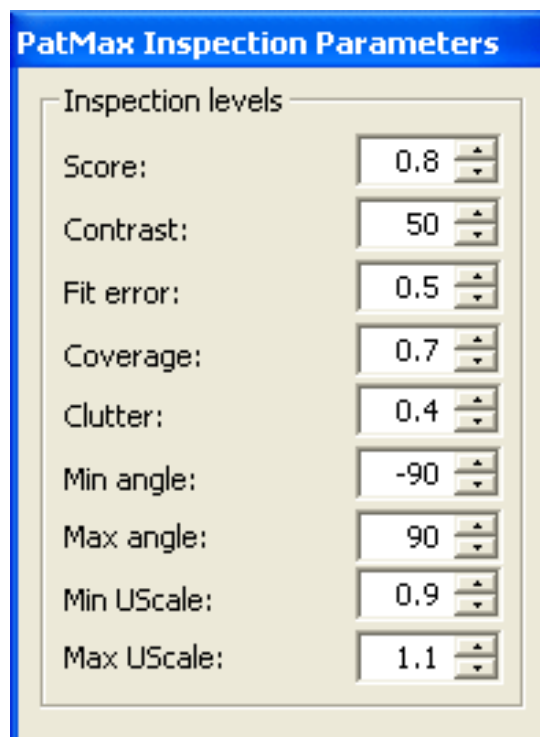 PatMax Inspection Parameters
Inspection levels
Score: 0.8
Contrast: 50
Fit error: 0.5
Coverage: 0.7
Clutter: 0.4
Min angle: -90
Max angle: 90
Min UScale: 0.9
Max UScale: 1.1